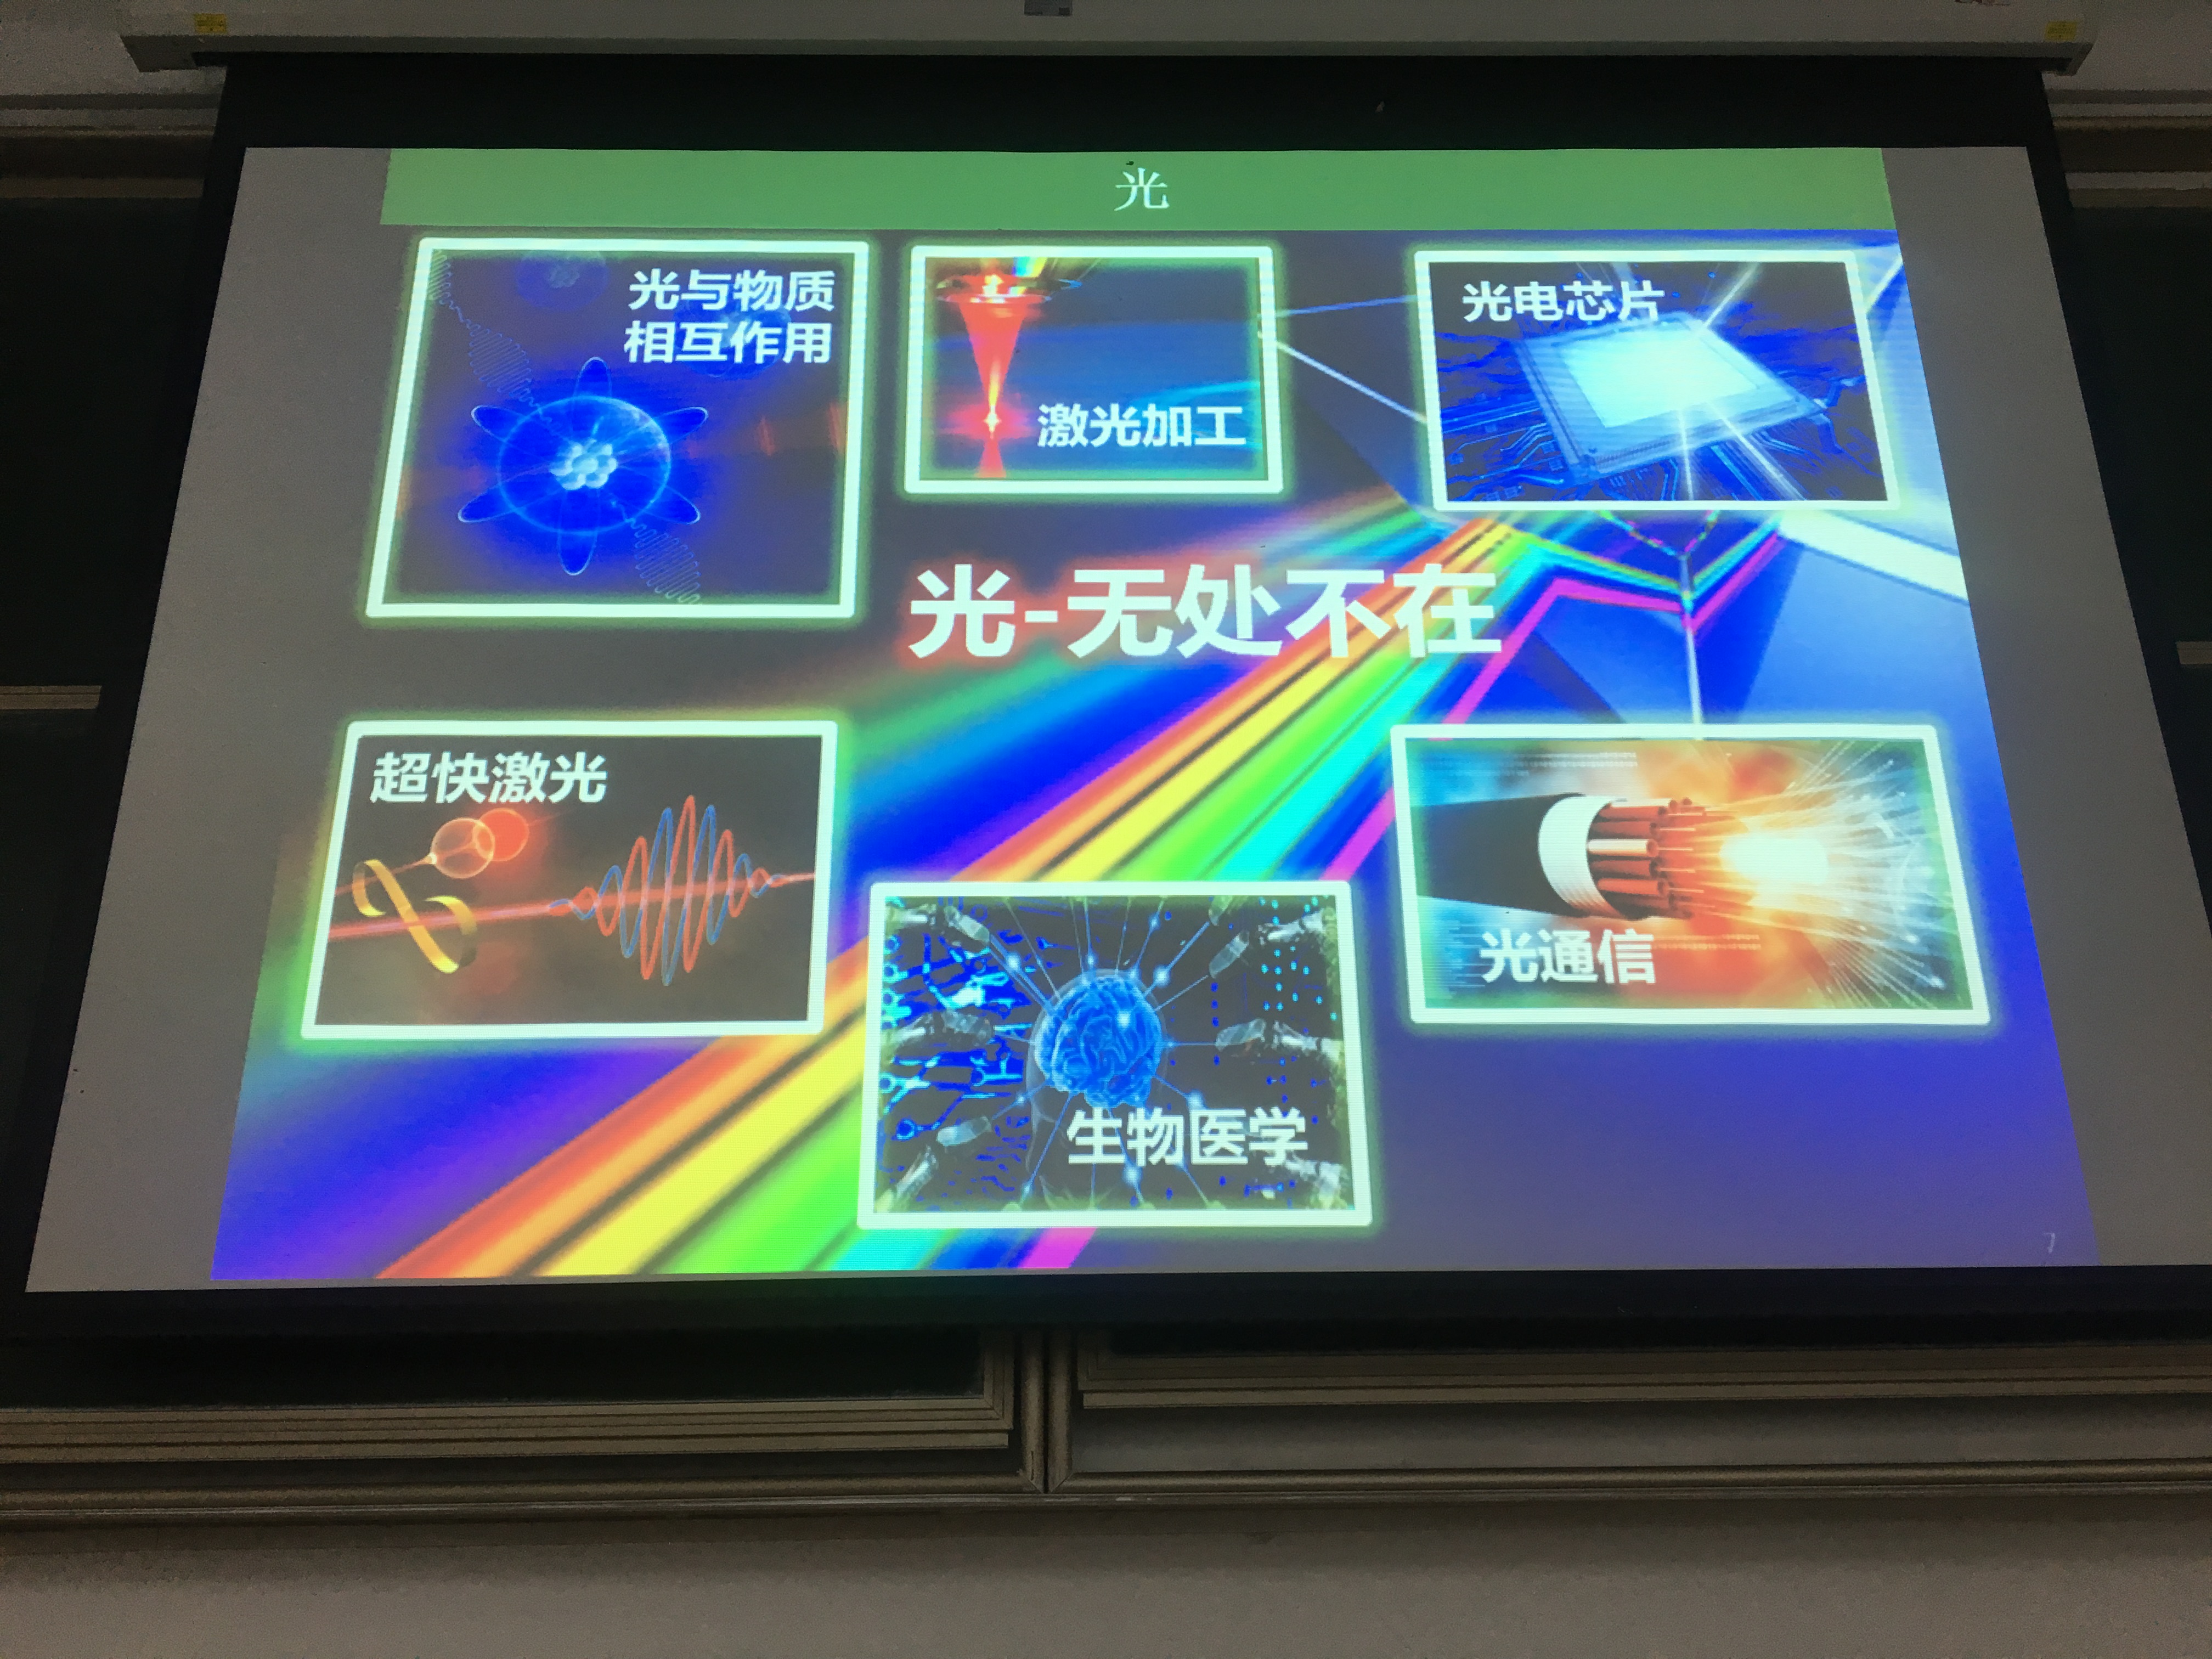 光
光与物质
相互作用
激光加工
光电芯片
光-无处不在
超快激光
光通信
生物医学
7